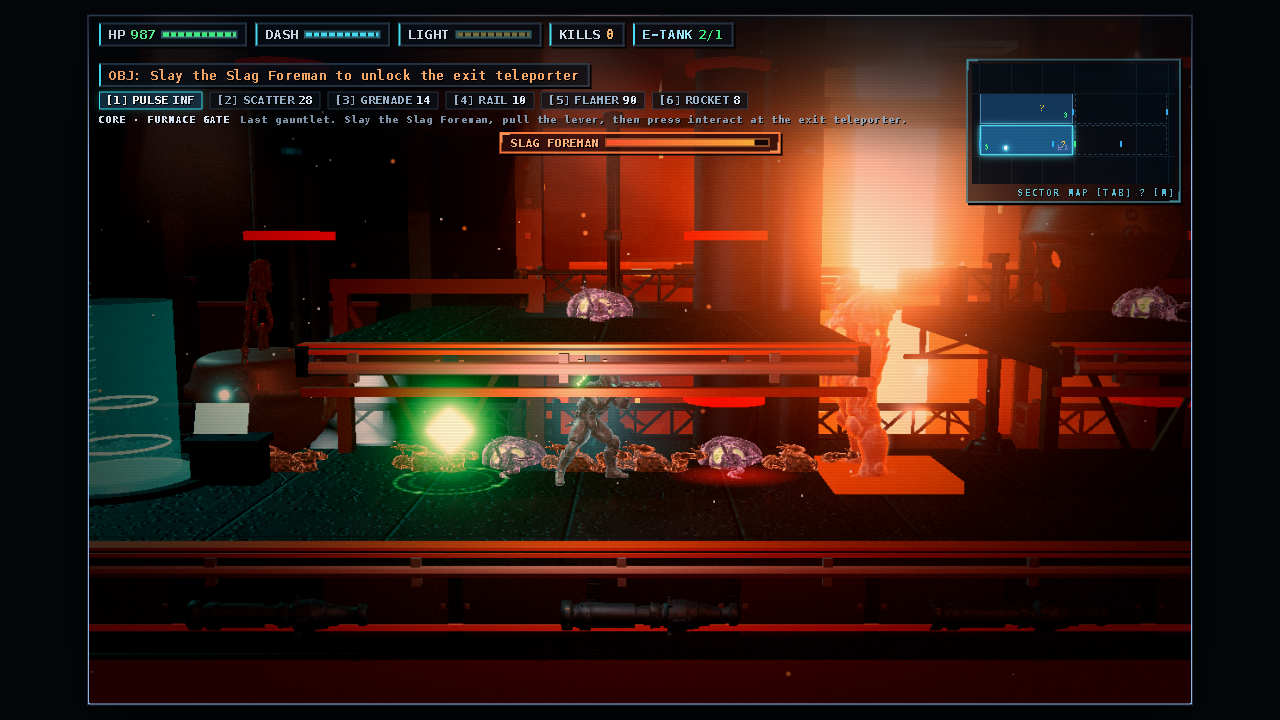 HP 987 DASH LIGHT KILLS 0 E-TANK 2/1
OBJ: Slay the Slag Foreman to unlock the exit teleporter
[1] PULSE INF [2] SCATTER 28 [3] GRENADE 14 [4] RAIL 10 [5] FLAMER 90 [6] ROCKET 8
CORE · FURNACE GATE Last gauntlet. Slay the Slag Foreman, pull the lever, then press interact at the exit teleporter.
SLAG FOREMAN
?
SECTOR MAP [TAB] ? [M]